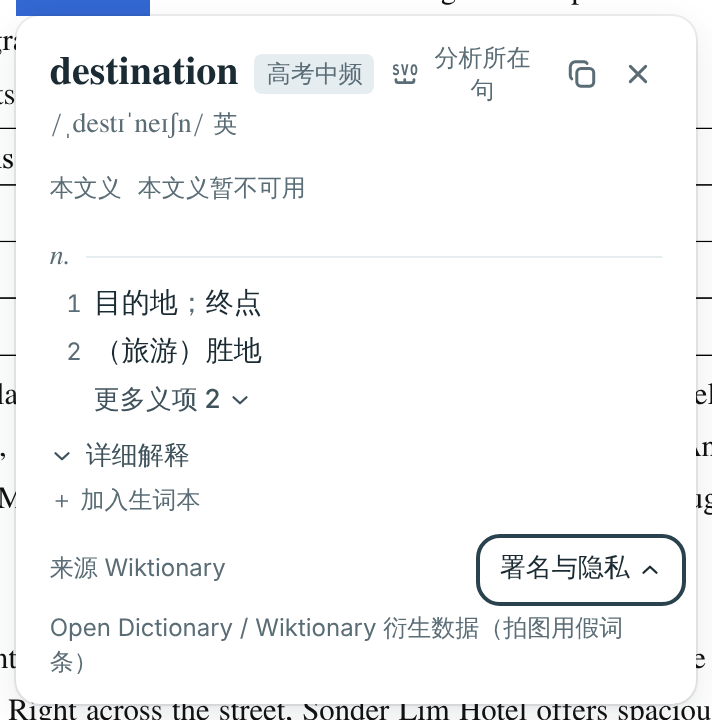 destination 高考中频 SVO 分析所在句
/ˌdestɪˈneɪʃn/ 英
本文义 本文义暂不可用
n.
1 目的地；终点
2 （旅游）胜地
更多义项 2
详细解释
+ 加入生词本
来源 Wiktionary
署名与隐私
Open Dictionary / Wiktionary 衍生数据（拍图用假词
条）
Right across the street, Sonder Lim Hotel offers